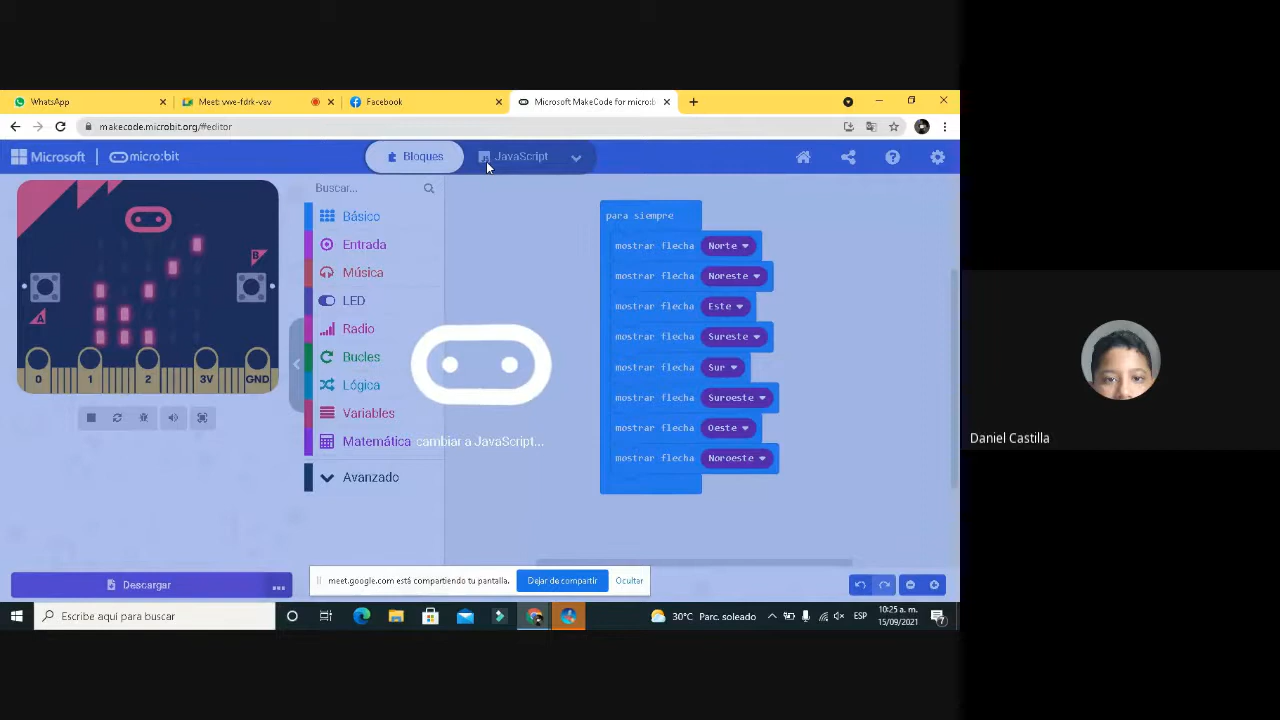 WhatsApp
Meet: vwe-fdrk-vav
Facebook
Microsoft MakeCode for micro:b
makecode.microbit.org/#editor
Microsoft
micro:bit
Bloques
JavaScript
Buscar...
Básico
Entrada
Música
LED
Radio
Bucles
Lógica
Variables
Matemática
Avanzado
B
A
0 1 2 3V GND
cambiar a JavaScript...
para siempre
mostrar flecha Norte
mostrar flecha Noreste
mostrar flecha Este
mostrar flecha Sureste
mostrar flecha Sur
mostrar flecha Suroeste
mostrar flecha Oeste
mostrar flecha Noroeste
Daniel Castilla
Descargar
meet.google.com está compartiendo tu pantalla.
Dejar de compartir
Ocultar
Escribe aquí para buscar
30°C Parc. soleado
ESP
10:25 a. m.
15/09/2021
7